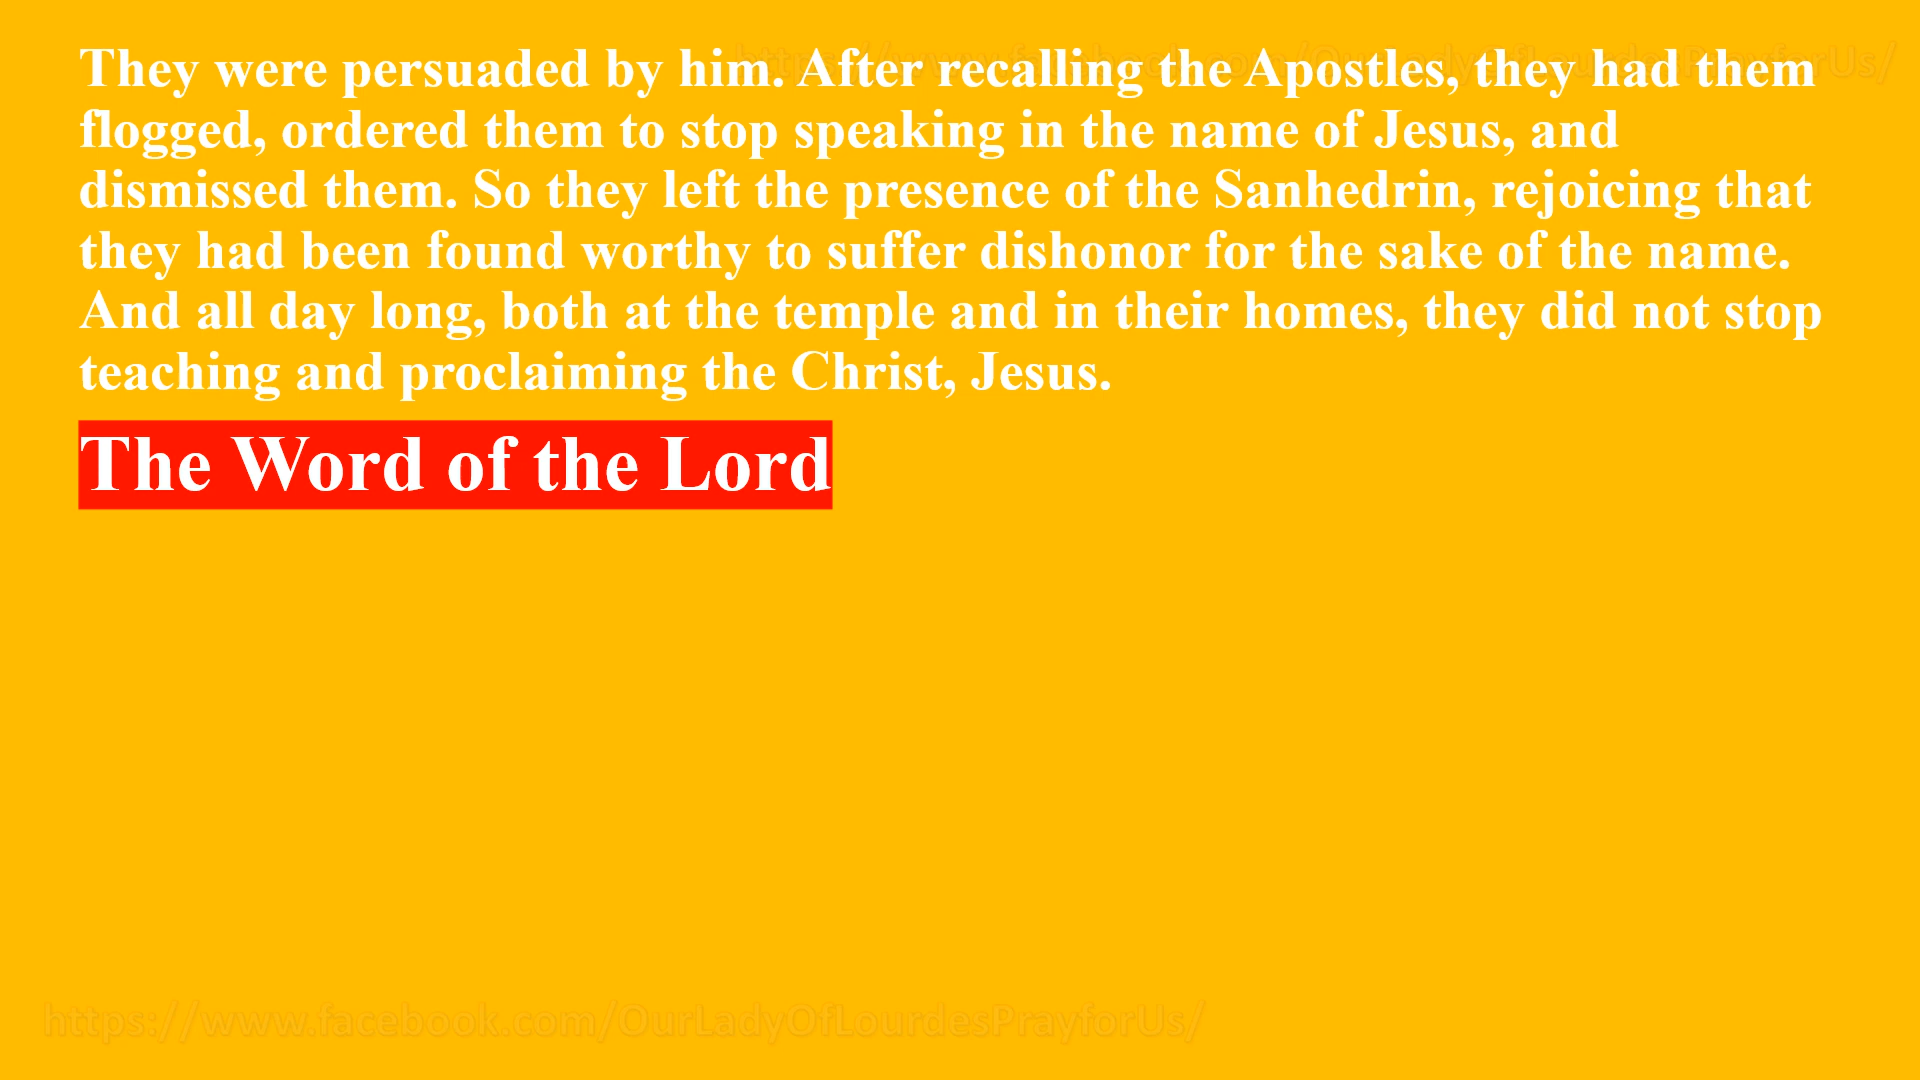 They were persuaded by him. After recalling the Apostles, they had them
flogged, ordered them to stop speaking in the name of Jesus, and
dismissed them. So they left the presence of the Sanhedrin, rejoicing that
they had been found worthy to suffer dishonor for the sake of the name.
And all day long, both at the temple and in their homes, they did not stop
teaching and proclaiming the Christ, Jesus.
The Word of the Lord
https://www.facebook.com/OurLadyOfLourdesPrayforUs/